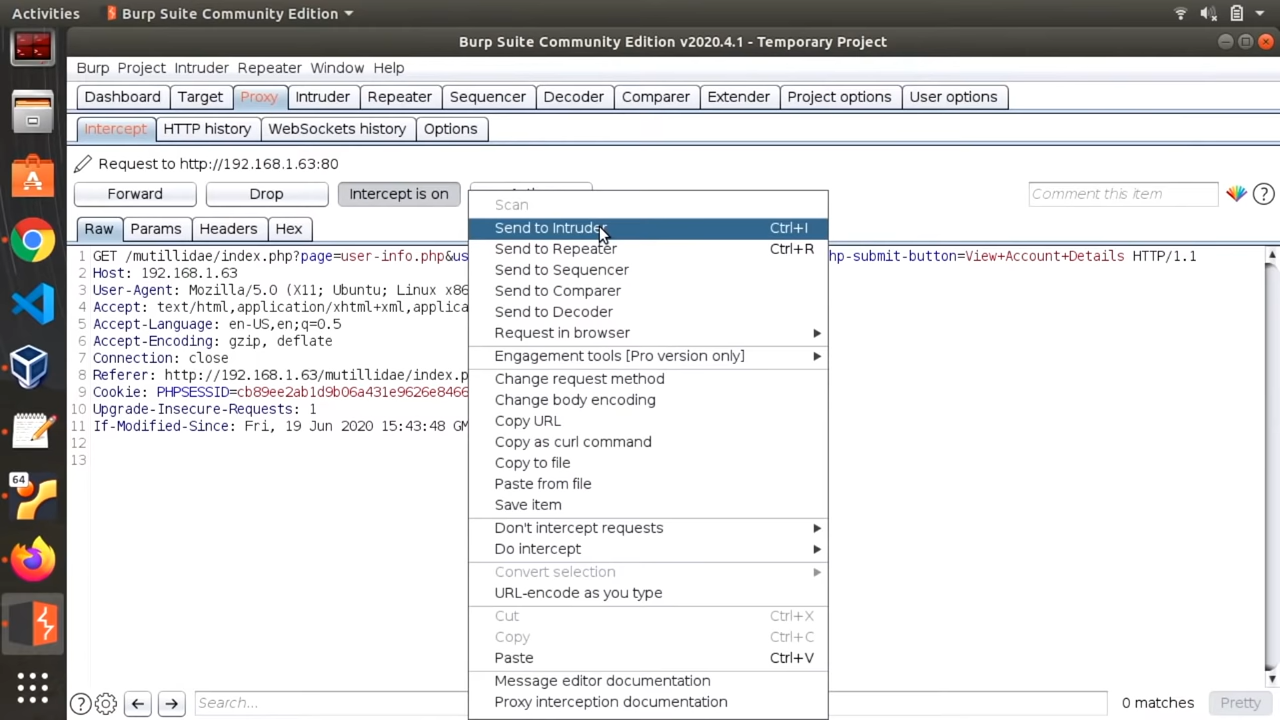 Activities Burp Suite Community Edition
Burp Suite Community Edition v2020.4.1 - Temporary Project
Burp Project Intruder Repeater Window Help
Dashboard Target Proxy Intruder Repeater Sequencer Decoder Comparer Extender Project options User options
Intercept HTTP history WebSockets history Options
Request to http://192.168.1.63:80
Forward Drop Intercept is on Comment this item ?
Raw Params Headers Hex
Scan
Send to Intruder Ctrl+I
Send to Repeater Ctrl+R
Send to Sequencer
Send to Comparer
Send to Decoder
Request in browser
Engagement tools [Pro version only]
Change request method
Change body encoding
Copy URL
Copy as curl command
Copy to file
Paste from file
Save item
Don't intercept requests
Do intercept
Convert selection
URL-encode as you type
Cut Ctrl+X
Copy Ctrl+C
Paste Ctrl+V
Message editor documentation
Proxy interception documentation
1 GET /mutillidae/index.php?page=user-info.php&us hp-submit-button=View+Account+Details HTTP/1.1
2 Host: 192.168.1.63
3 User-Agent: Mozilla/5.0 (X11; Ubuntu; Linux x86
4 Accept: text/html,application/xhtml+xml,applica
5 Accept-Language: en-US,en;q=0.5
6 Accept-Encoding: gzip, deflate
7 Connection: close
8 Referer: http://192.168.1.63/mutillidae/index.p
9 Cookie: PHPSESSID=cb89ee2ab1d9b06a431e9626e8466
10 Upgrade-Insecure-Requests: 1
11 If-Modified-Since: Fri, 19 Jun 2020 15:43:48 GM
12
13
64
? Search... 0 matches Pretty